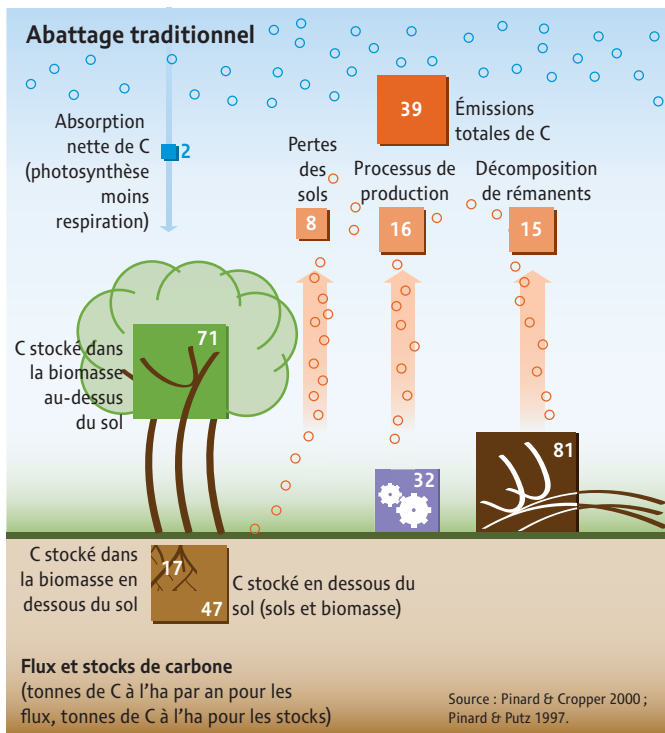 Abattage traditionnel
39
Émissions
totales de C
Absorption
nette de C
(photosynthèse
moins
respiration)
2
Pertes
des
sols
8
Processus de
production
16
Décomposition
de rémanents
15
C stocké dans
la biomasse
au-dessus
du sol
71
32
81
C stocké dans
la biomasse en
dessous du sol
17
47
C stocké en dessous du
sol (sols et biomasse)
Flux et stocks de carbone
(tonnes de C à l'ha par an pour les
flux, tonnes de C à l'ha pour les stocks)
Source : Pinard & Cropper 2000 ;
Pinard & Putz 1997.